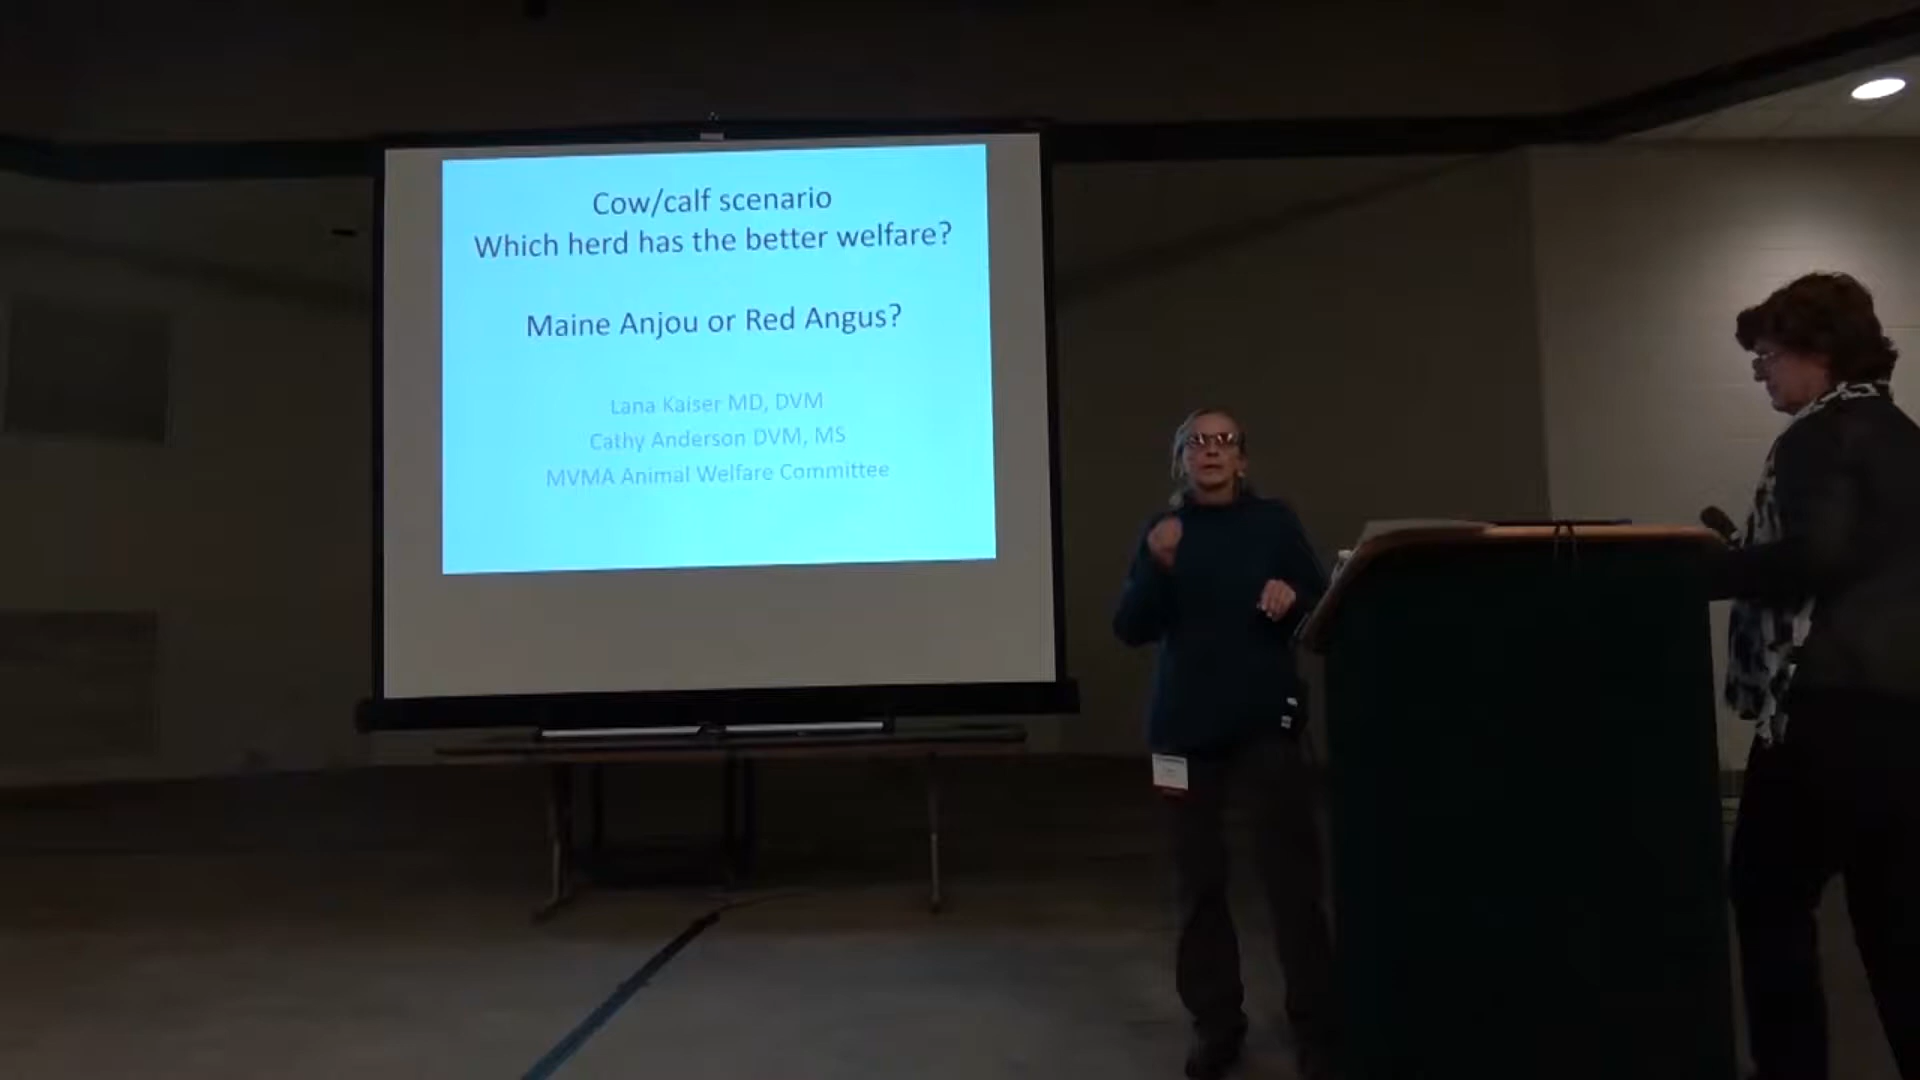 Cow/calf scenario
Which herd has the better welfare?
Maine Anjou or Red Angus?
Lana Kaiser MD, DVM
Cathy Anderson DVM, MS
MVMA Animal Welfare Committee